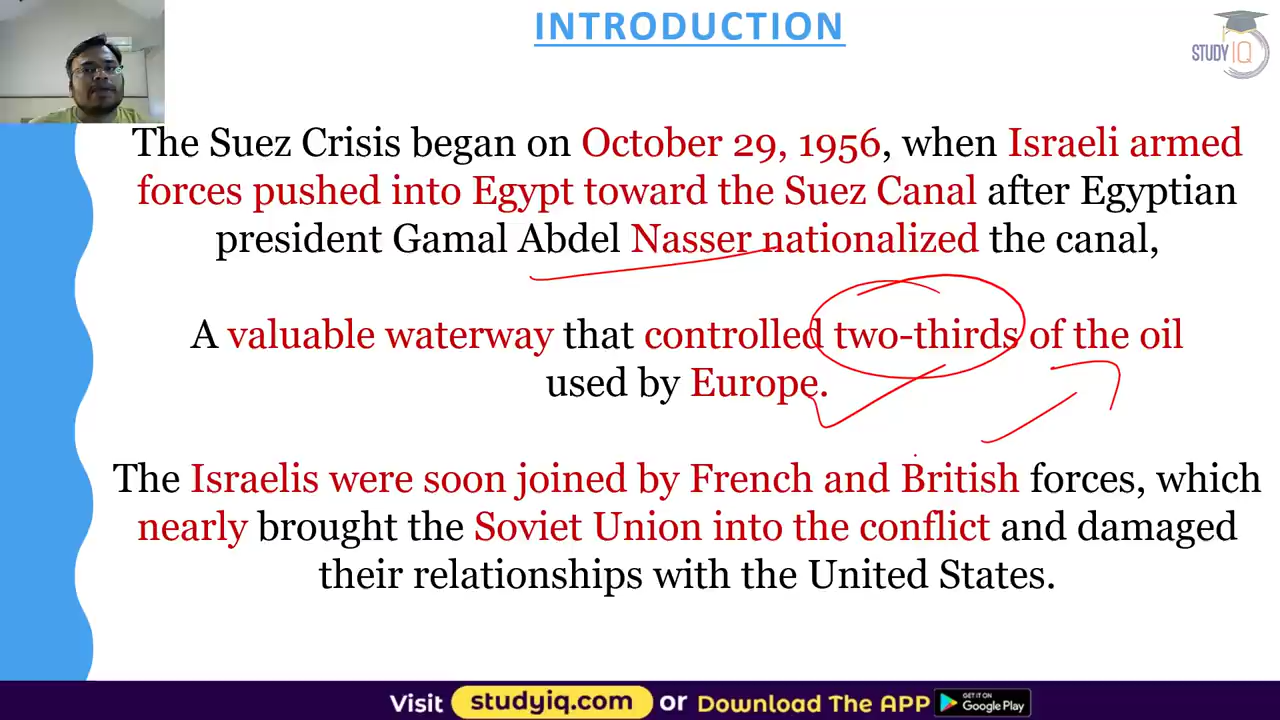 INTRODUCTION
STUDY IQ
The Suez Crisis began on October 29, 1956, when Israeli armed
forces pushed into Egypt toward the Suez Canal after Egyptian
president Gamal Abdel Nasser nationalized the canal,
A valuable waterway that controlled two-thirds of the oil
used by Europe.
The Israelis were soon joined by French and British forces, which
nearly brought the Soviet Union into the conflict and damaged
their relationships with the United States.
Visit studyiq.com or Download The APP GET IT ON Google Play